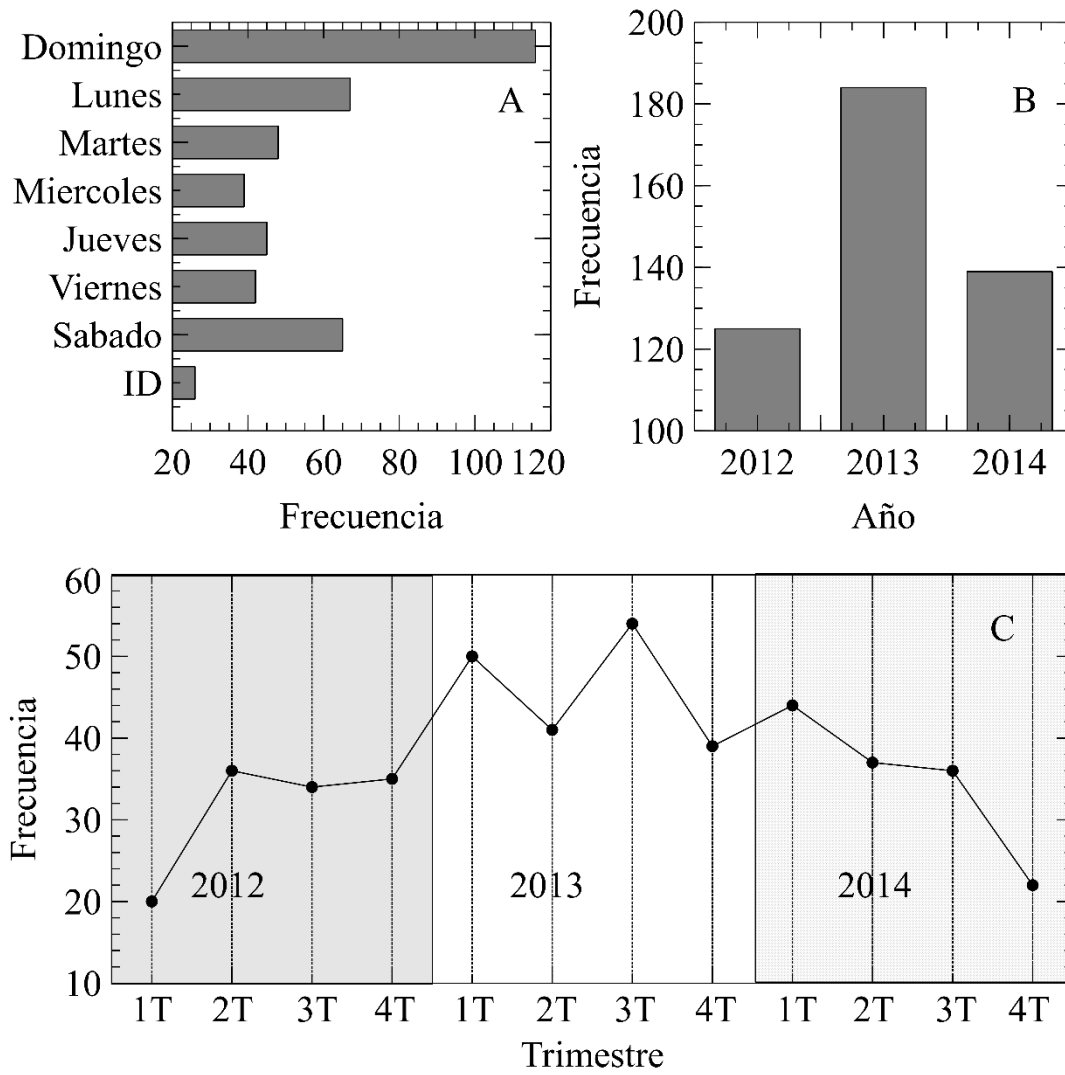 Domingo
Lunes
Martes
Miercoles
Jueves
Viernes
Sabado
ID
A
20 40 60 80 100 120
Frecuencia
200
180
160
140
120
100
Frecuencia
B
2012 2013 2014
Año
60
50
40
30
20
10
Frecuencia
C
2012 2013 2014
1T 2T 3T 4T 1T 2T 3T 4T 1T 2T 3T 4T
Trimestre